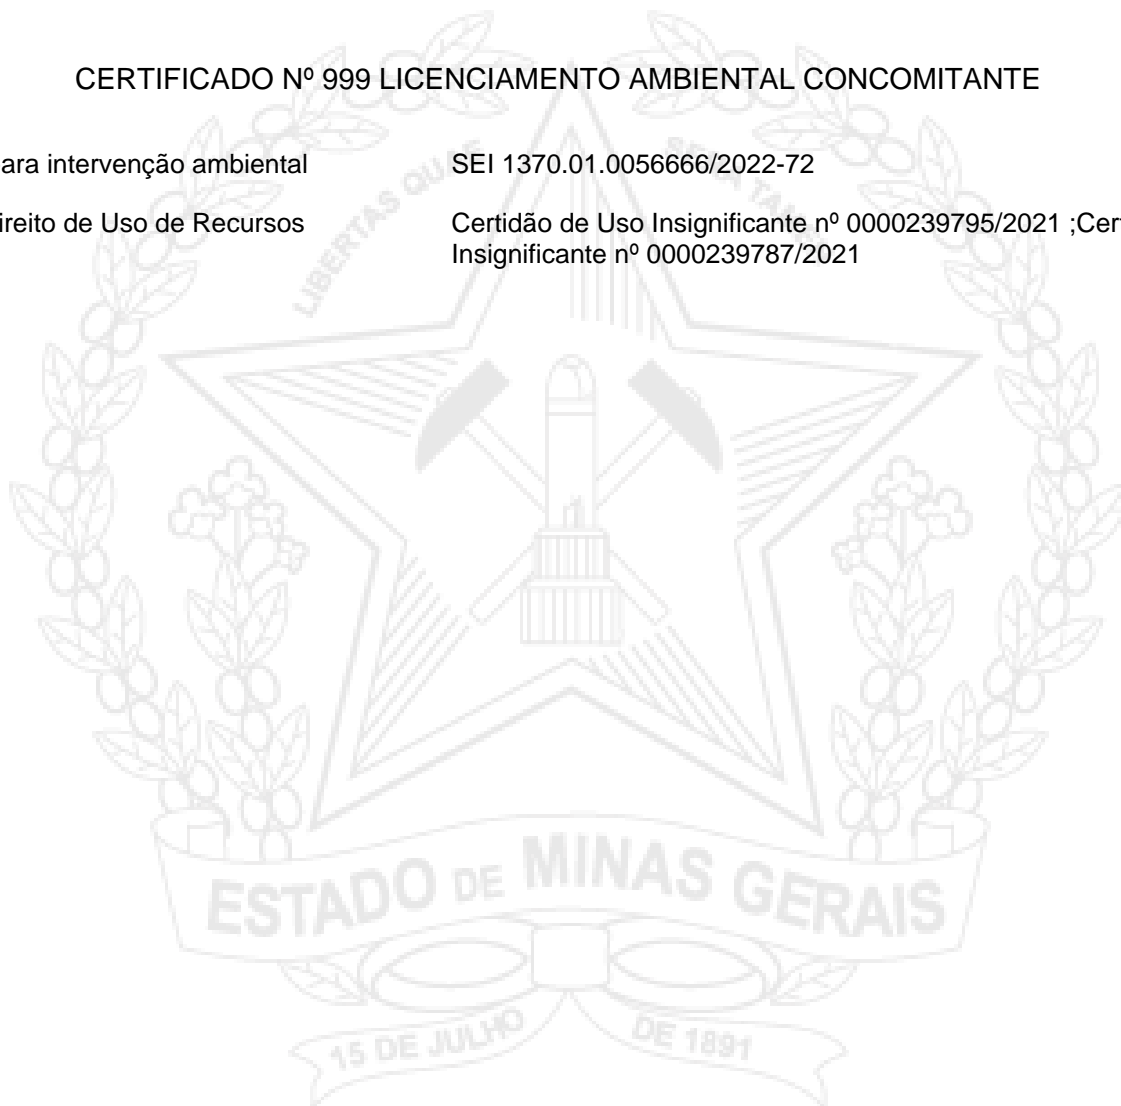 CERTIFICADO Nº 999 LICENCIAMENTO AMBIENTAL CONCOMITANTE
ara intervenção ambiental SEI 1370.01.0056666/2022-72
ireito de Uso de Recursos Certidão de Uso Insignificante nº 0000239795/2021 ;Cer
Insignificante nº 0000239787/2021
LIBERTAS QUÆ SERA TAMEN
ESTADO DE MINAS GERAIS
15 DE JULHO DE 1891